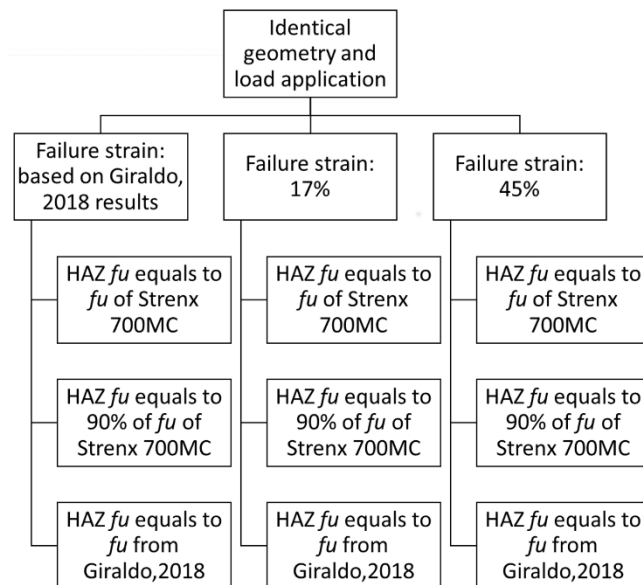 Identical
geometry and
load application
Failure strain:
based on Giraldo,
2018 results
Failure strain:
17%
Failure strain:
45%
HAZ fu equals to
fu of Strenx
700MC
HAZ fu equals to
fu of Strenx
700MC
HAZ fu equals to
fu of Strenx
700MC
HAZ fu equals to
90% of fu of
Strenx 700MC
HAZ fu equals to
90% of fu of
Strenx 700MC
HAZ fu equals to
90% of fu of
Strenx 700MC
HAZ fu equals to
fu from
Giraldo,2018
HAZ fu equals to
fu from
Giraldo,2018
HAZ fu equals to
fu from
Giraldo,2018